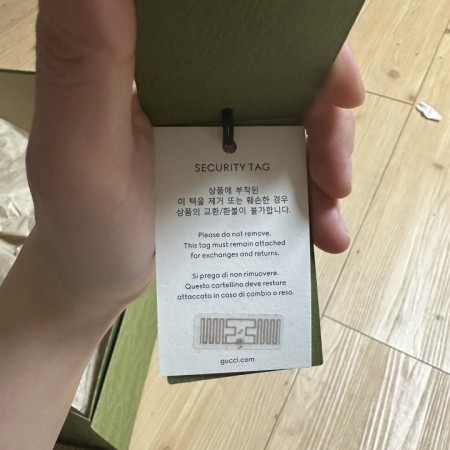 SECURITY TAG
상품에 부착된
이 택을 제거 또는 훼손한 경우
상품의 교환/환불이 불가합니다.
Please do not remove.
This tag must remain attached
for exchanges and returns.
Si prega di non rimuovere.
Questo cartellino deve restare
attaccato in caso di cambio o reso.
gucci.com